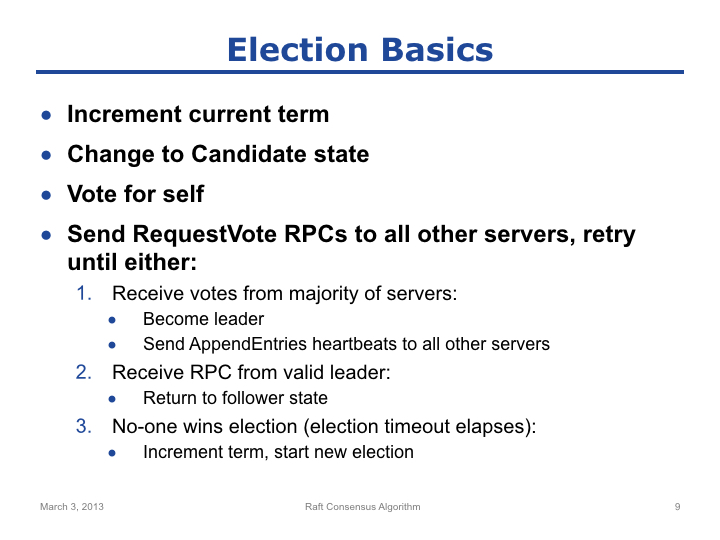 Election Basics
• Increment current term
• Change to Candidate state
• Vote for self
• Send RequestVote RPCs to all other servers, retry
until either:
1. Receive votes from majority of servers:
• Become leader
• Send AppendEntries heartbeats to all other servers
2. Receive RPC from valid leader:
• Return to follower state
3. No-one wins election (election timeout elapses):
• Increment term, start new election
March 3, 2013 Raft Consensus Algorithm 9